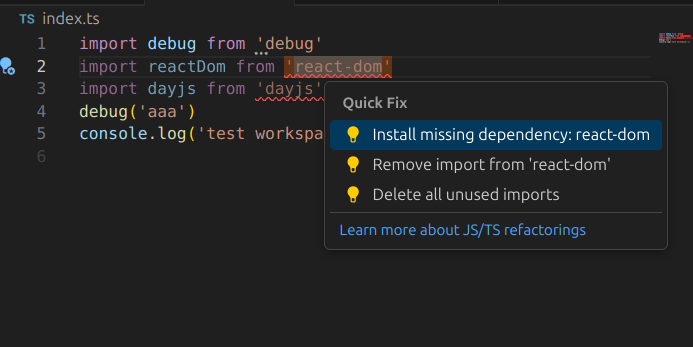 TS index.ts
1 import debug from 'debug'
2 import reactDom from 'react-dom'
3 import dayjs from 'dayjs'
4 debug('aaa')
5 console.log('test workspa
6
Quick Fix
Install missing dependency: react-dom
Remove import from 'react-dom'
Delete all unused imports
Learn more about JS/TS refactorings